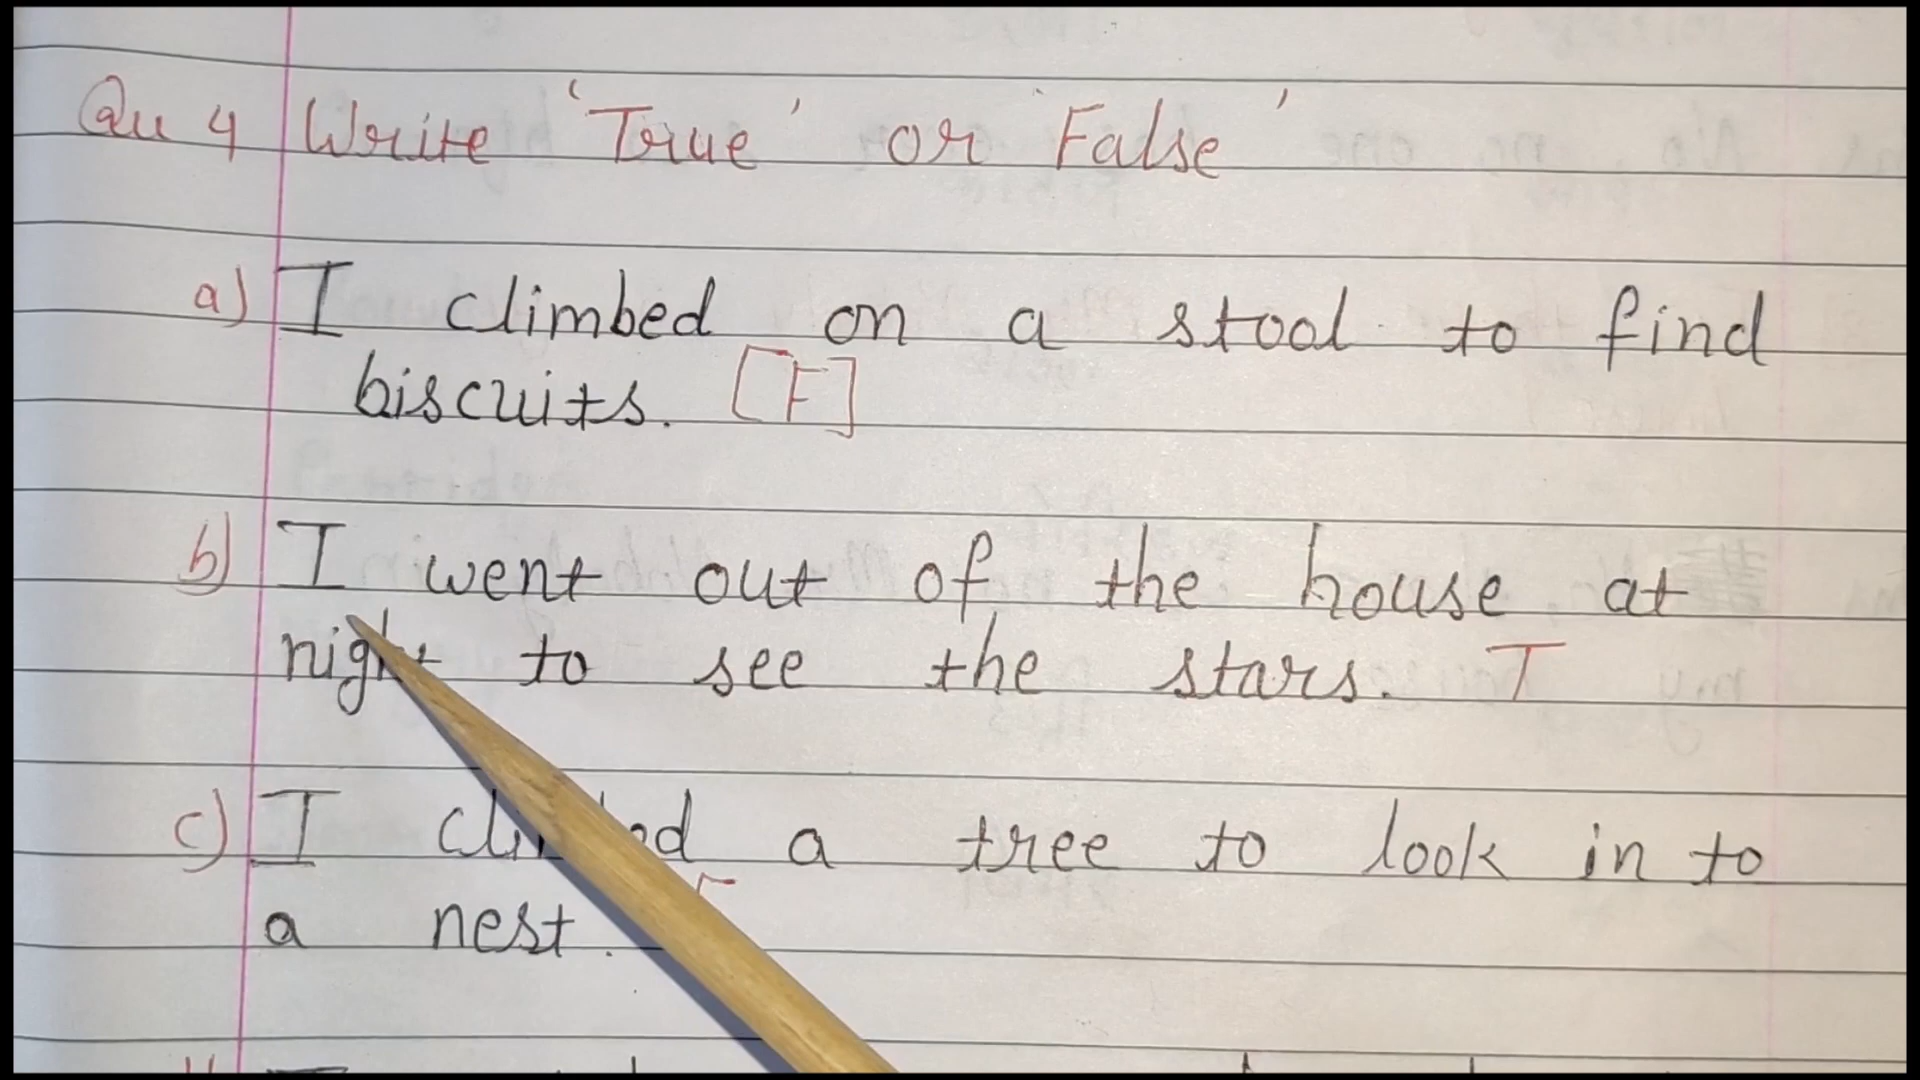 Qu 4 Write 'True' or False'
a) I climbed on a stool to find
biscuits. [F]
b) I went out of the house at
night to see the stars. T
c) I a tree to look in to
a nest.